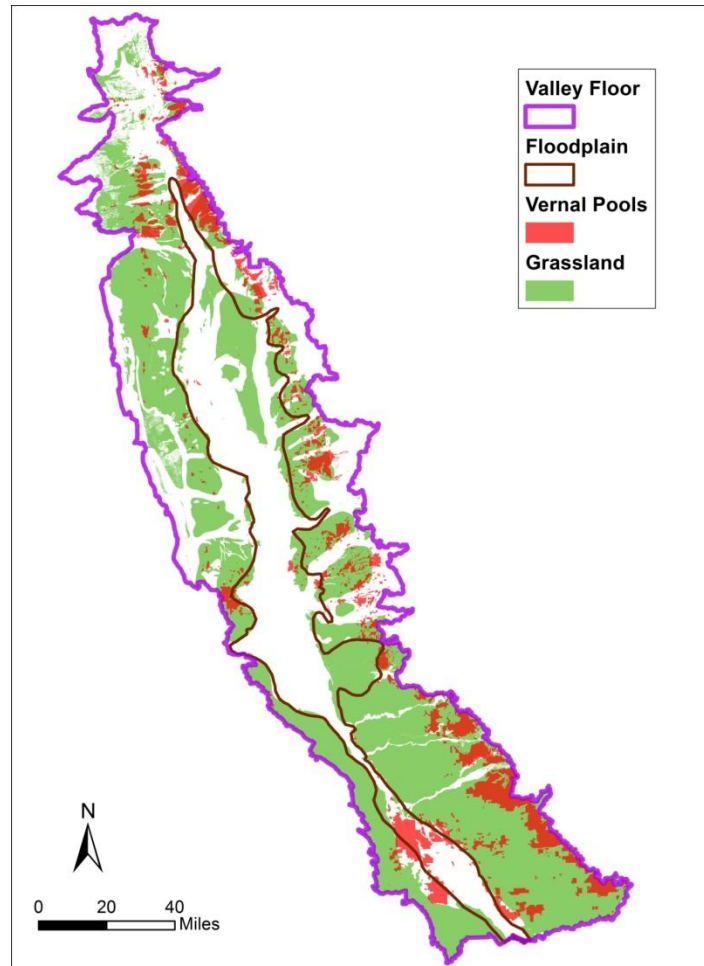 Valley Floor
Floodplain
Vernal Pools
Grassland
N
0 20 40
Miles